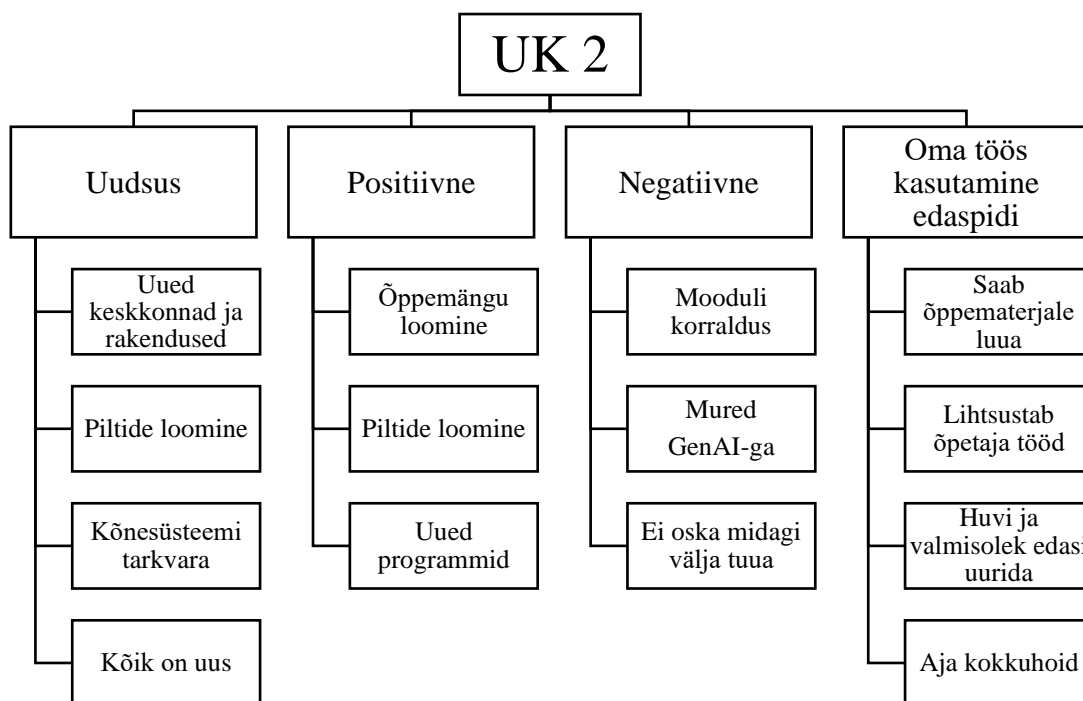 UK 2
Uudsus
Uued
keskkonnad ja
rakendused
Piltide loomine
Kõnesüsteemi
tarkvara
Kõik on uus
Positiivne
Õppemängu
loomine
Piltide loomine
Uued
programmid
Negatiivne
Mooduli
korraldus
Mured
GenAI-ga
Ei oska midagi
välja tuua
Oma töös
kasutamine
edaspidi
Saab
õppematerjale
luua
Lihtsustab
õpetaja tööd
Huvi ja
valmisolek edasi
uurida
Aja kokkuhoid